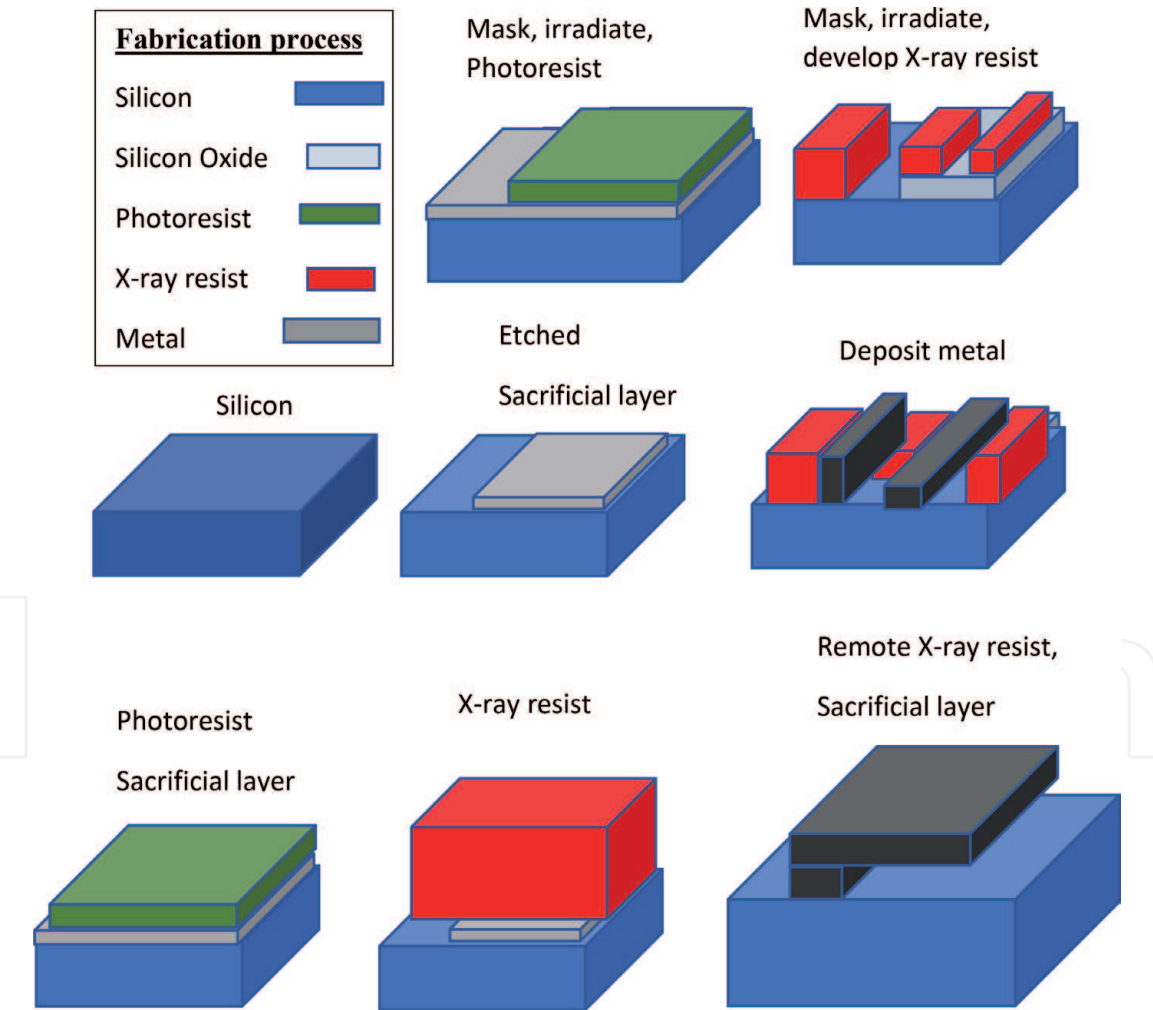 Fabrication process
Silicon
Silicon Oxide
Photoresist
X-ray resist
Metal
Mask, irradiate,
Photoresist
Mask, irradiate,
develop X-ray resist
Silicon
Etched
Sacrificial layer
Deposit metal
Photoresist
Sacrificial laver
X-ray resist
Remote X-ray resist,
Sacrificial layer